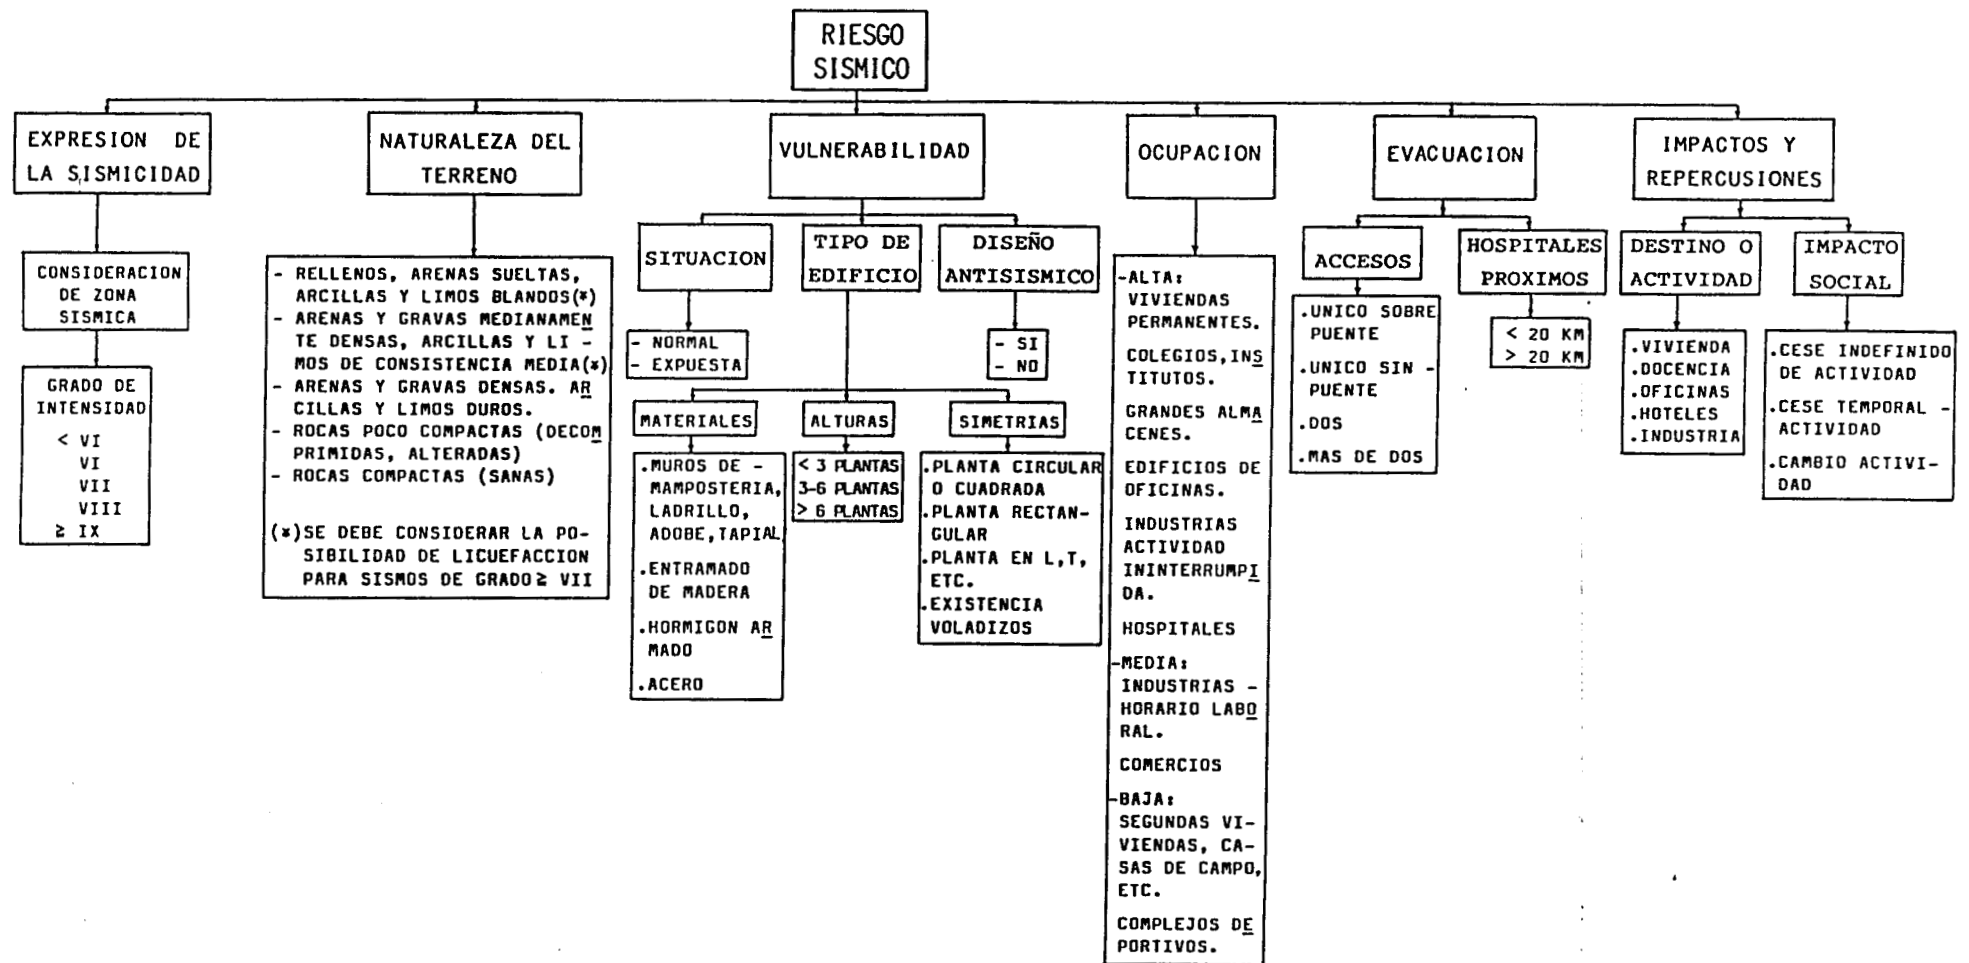 RIESGO
SISMICO
EXPRESION DE
LA SISMICIDAD
CONSIDERACION
DE ZONA
SISMICA
GRADO DE
INTENSIDAD
< VI
VI
VII
VIII
≥ IX
NATURALEZA DEL
TERRENO
- RELLENOS, ARENAS SUELTAS,
ARCILLAS Y LIMOS BLANDOS(*)
- ARENAS Y GRAVAS MEDIANAMEN
TE DENSAS, ARCILLAS Y LI -
MOS DE CONSISTENCIA MEDIA(*)
- ARENAS Y GRAVAS DENSAS. AR
CILLAS Y LIMOS DUROS.
- ROCAS POCO COMPACTAS (DECOM
PRIMIDAS, ALTERADAS)
- ROCAS COMPACTAS (SANAS)
(*)SE DEBE CONSIDERAR LA PO-
SIBILIDAD DE LICUEFACCION
PARA SISMOS DE GRADO ≥ VII
VULNERABILIDAD
SITUACION
- NORMAL
- EXPUESTA
TIPO DE
EDIFICIO
MATERIALES
.MUROS DE -
MAMPOSTERIA,
LADRILLO,
ADOBE,TAPIAL
.ENTRAMADO
DE MADERA
.HORMIGON AR
MADO
.ACERO
ALTURAS
< 3 PLANTAS
3-6 PLANTAS
> 6 PLANTAS
SIMETRIAS
.PLANTA CIRCULAR
O CUADRADA
.PLANTA RECTAN-
GULAR
.PLANTA EN L,T,
ETC.
.EXISTENCIA
VOLADIZOS
DISEÑO
ANTISISMICO
- SI
- NO
OCUPACION
-ALTA:
VIVIENDAS
PERMANENTES.
COLEGIOS,INS
TITUTOS.
GRANDES ALMA
CENES.
EDIFICIOS DE
OFICINAS.
INDUSTRIAS
ACTIVIDAD
ININTERRUMPI
DA.
HOSPITALES
-MEDIA:
INDUSTRIAS -
HORARIO LABO
RAL.
COMERCIOS
-BAJA:
SEGUNDAS VI-
VIENDAS, CA-
SAS DE CAMPO,
ETC.
COMPLEJOS DE
PORTIVOS.
EVACUACION
ACCESOS
.UNICO SOBRE
PUENTE
.UNICO SIN -
PUENTE
.DOS
.MAS DE DOS
HOSPITALES
PROXIMOS
< 20 KM
> 20 KM
IMPACTOS Y
REPERCUSIONES
DESTINO O
ACTIVIDAD
.VIVIENDA
.DOCENCIA
.OFICINAS
.HOTELES
.INDUSTRIA
IMPACTO
SOCIAL
.CESE INDEFINIDO
DE ACTIVIDAD
.CESE TEMPORAL -
ACTIVIDAD
.CAMBIO ACTIVI-
DAD